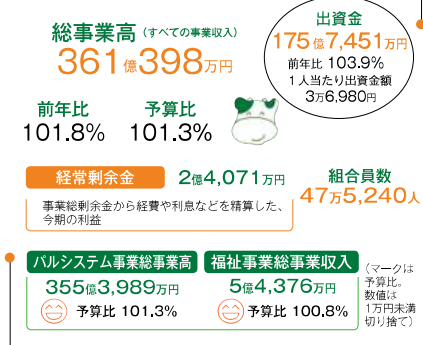 総事業高（すべての事業収入）
361億398万円
前年比
101.8%
予算比
101.3%
出資金
175億7,451万円
前年比 103.9%
1人当たり出資金額
3万6,980円
経常剰余金
2億4,071万円
事業総剰余金から経費や利息などを精算した、
今期の利益
組合員数
47万5,240人
パルシステム事業総事業高
355億3,989万円
予算比 101.3%
福祉事業総事業収入
5億4,376万円
予算比 100.8%
（マークは
予算比。
数値は
1万円未満
切り捨て）